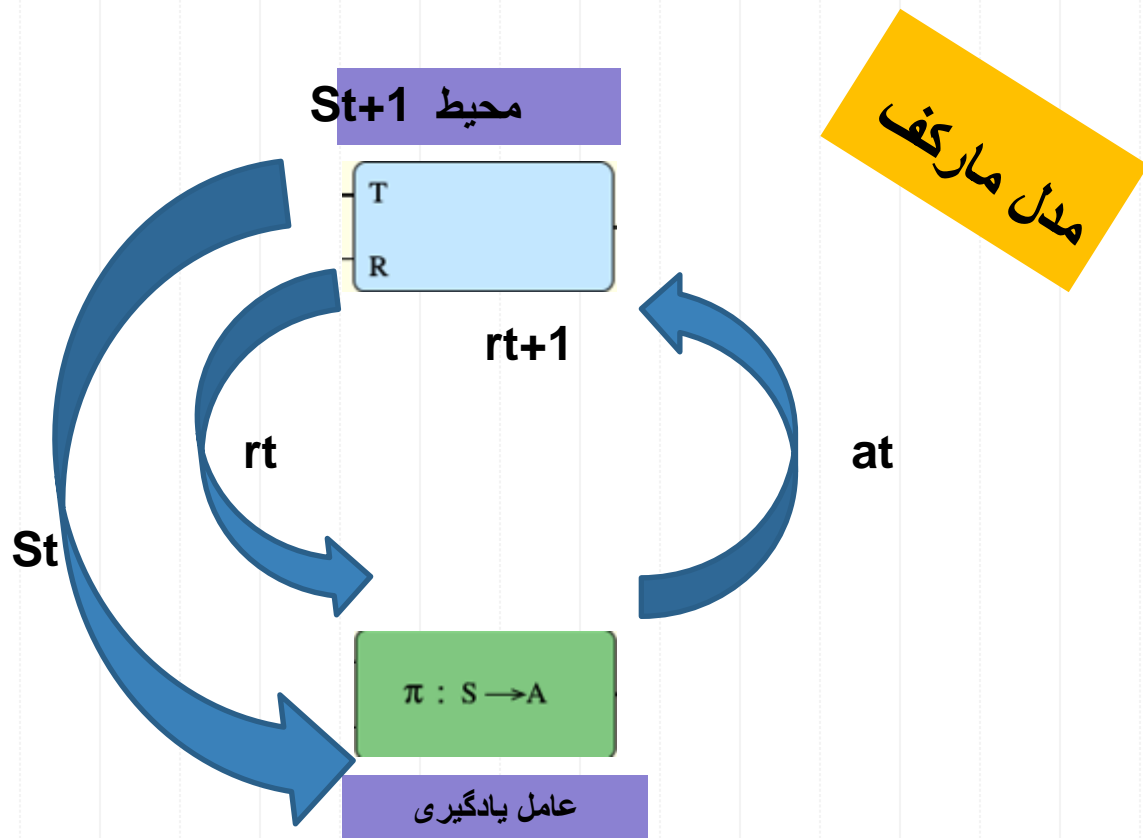 مدل مارکف
محیط St+1
T
R
rt+1
rt
at
St
π : S →A
عامل یادگیری